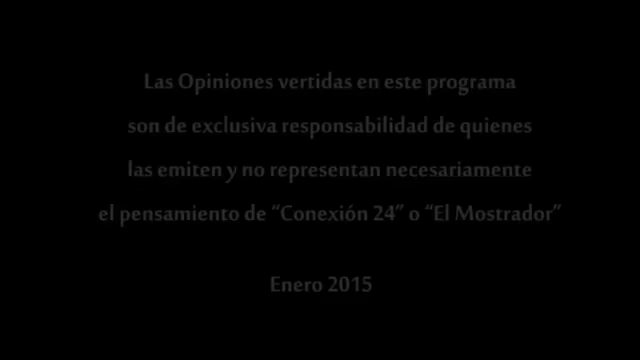 Las Opiniones vertidas en este programa
son de exclusiva responsabilidad de quienes
las emiten y no representan necesariamente
el pensamiento de “Conexión 24” o “El Mostrador”
Enero 2015